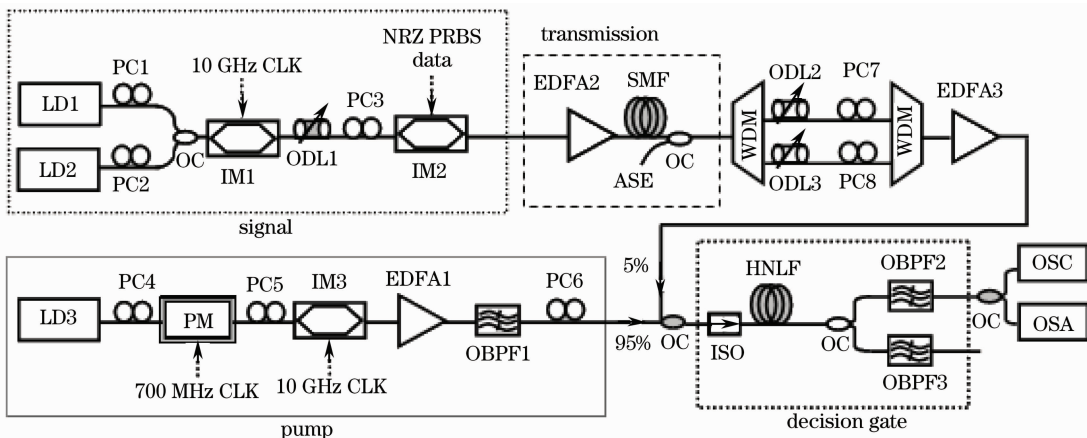 NRZ PRBS
data
10 GHz CLK
PC1
PC3
LD1
LD2
PC2
OC
IM1
ODL1
IM2
signal
transmission
EDFA2
SMF
ASE
OC
WDM
ODL2
PC7
ODL3
PC8
WDM
EDFA3
5%
95%
LD3
PC4
PM
PC5
IM3
EDFA1
OBPF1
PC6
700 MHz CLK
10 GHz CLK
pump
OC
ISO
HNLF
OC
OBPF2
OBPF3
OC
OSC
OSA
decision gate